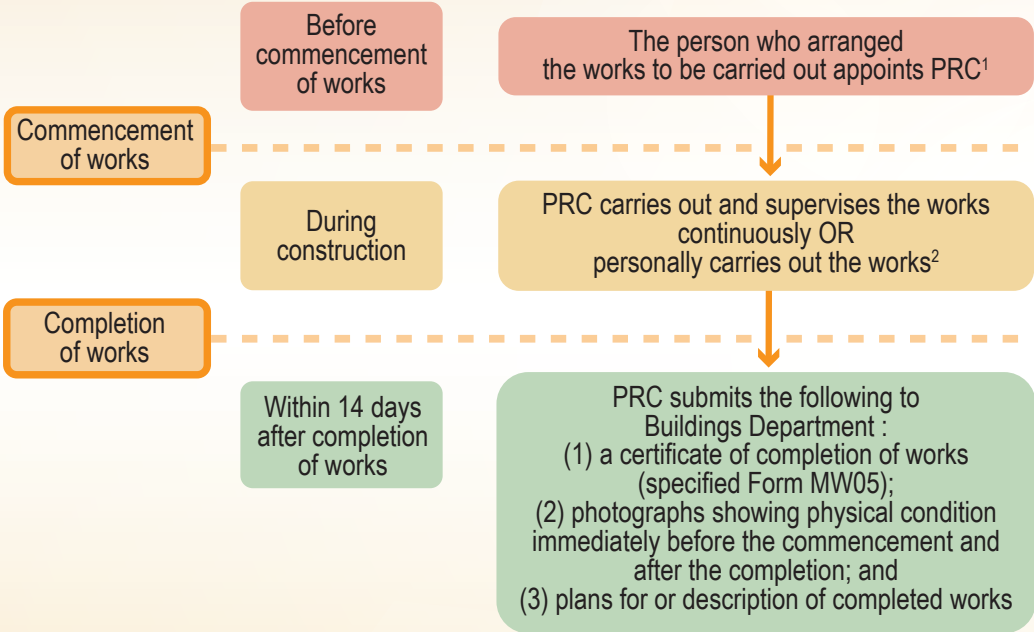 Before
commencement
of works
The person who arranged
the works to be carried out appoints PRC¹
Commencement
of works
During
construction
PRC carries out and supervises the works
continuously OR
personally carries out the works²
Completion
of works
Within 14 days
after completion
of works
PRC submits the following to
Buildings Department :
(1) a certificate of completion of works
(specified Form MW05);
(2) photographs showing physical condition
immediately before the commencement and
after the completion; and
(3) plans for or description of completed works